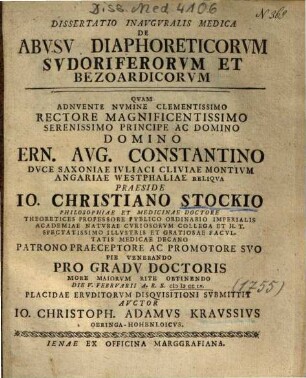 Diss. Med 4106
N 369
DISSERTATIO INAVGVRALIS MEDICA
DE
ABVSV DIAPHORETICORVM
SVDORIFERORVM ET
BEZOARDICORVM
QVAM
ADNVENTE NVMINE CLEMENTISSIMO
RECTORE MAGNIFICENTISSIMO
SERENISSIMO PRINCIPE AC DOMINO
DOMINO
ERN. AVG. CONSTANTINO
DVCE SAXONIAE IVLIACI CLIVIAE MONTIVM
ANGARIAE WESTPHALIAE RELIQVA
PRAESIDE
IO. CHRISTIANO STOCKIO
PHILOSOPHIAE ET MEDICINAE DOCTORE
THEORETICES PROFESSORE PVBLICO ORDINARIO IMPERIALIS
ACADEMIAE NATVRAE CVRIOSORVM COLLEGA ET H. T.
SPECTATISSIMO ILLVSTRIS ET GRATIOSAE FACVL-
TATIS MEDICAE DECANO
PATRONO PRAECEPTORE AC PROMOTORE SVO
PIE VENERANDO
PRO GRADV DOCTORIS
MORE MAIORVM RITE OBTINENDO
DIE V. FEBRVARII A. R. S.
(1755)
PLACIDAE ERVDITORVM DISQVISITIONI SVBMITTIT
AVCTOR
IO. CHRISTOPH. ADAMVS KRAVSSIVS
OBRINGA-HOHENLOICVS.
IENAE EX OFFICINA MARGGRAFIANA.